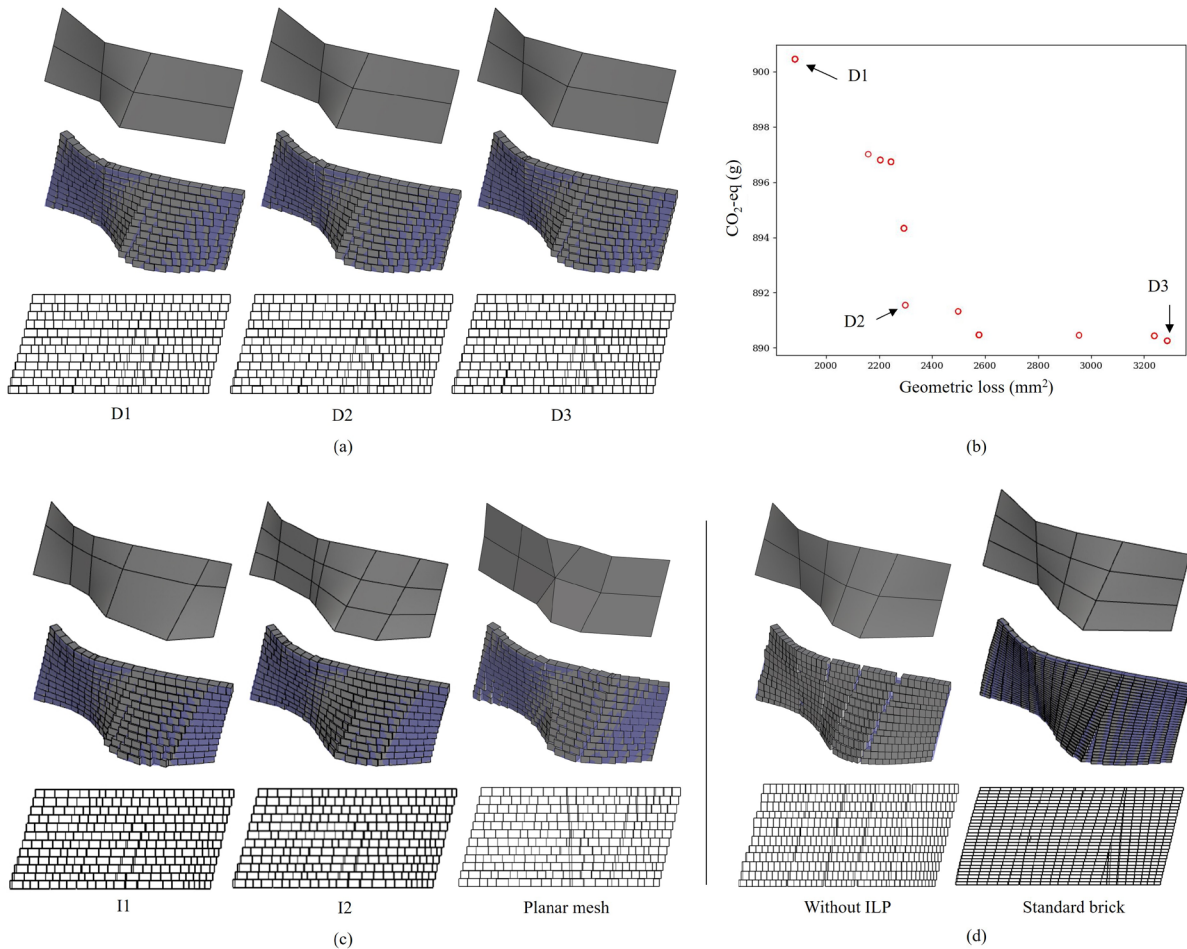 D1
D2
D3
(a)
900
898
896
894
892
890
CO₂-eq (g)
D1
D2
D3
2000
2200
2400
2600
2800
3000
3200
Geometric loss (mm²)
(b)
I1
I2
Planar mesh
(c)
Without ILP
Standard brick
(d)